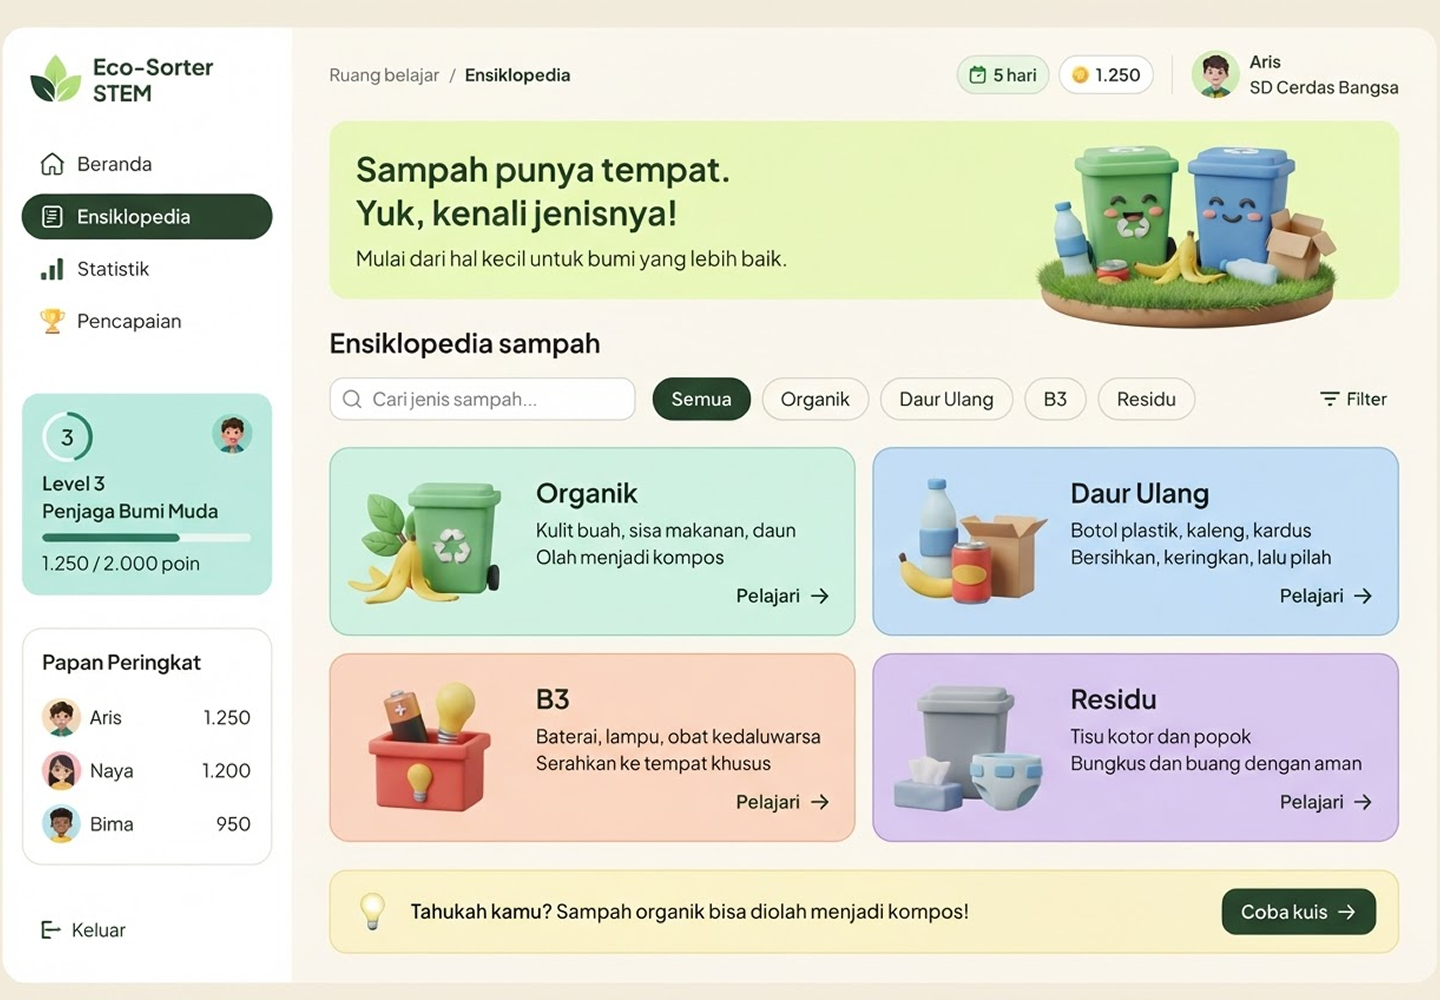 Eco-Sorter
STEM
Beranda
Ensiklopedia
Statistik
Pencapaian
3
Level 3
Penjaga Bumi Muda
1.250 / 2.000 poin
Papan Peringkat
Aris 1.250
Naya 1.200
Bima 950
Keluar
Ruang belajar / Ensiklopedia
5 hari
1.250
Aris
SD Cerdas Bangsa
Sampah punya tempat.
Yuk, kenali jenisnya!
Mulai dari hal kecil untuk bumi yang lebih baik.
Ensiklopedia sampah
Cari jenis sampah...
Semua
Organik
Daur Ulang
B3
Residu
Filter
Organik
Kulit buah, sisa makanan, daun
Olah menjadi kompos
Pelajari →
Daur Ulang
Botol plastik, kaleng, kardus
Bersihkan, keringkan, lalu pilah
Pelajari →
B3
Baterai, lampu, obat kedaluwarsa
Serahkan ke tempat khusus
Pelajari →
Residu
Tisu kotor dan popok
Bungkus dan buang dengan aman
Pelajari →
Tahukah kamu? Sampah organik bisa diolah menjadi kompos!
Coba kuis →